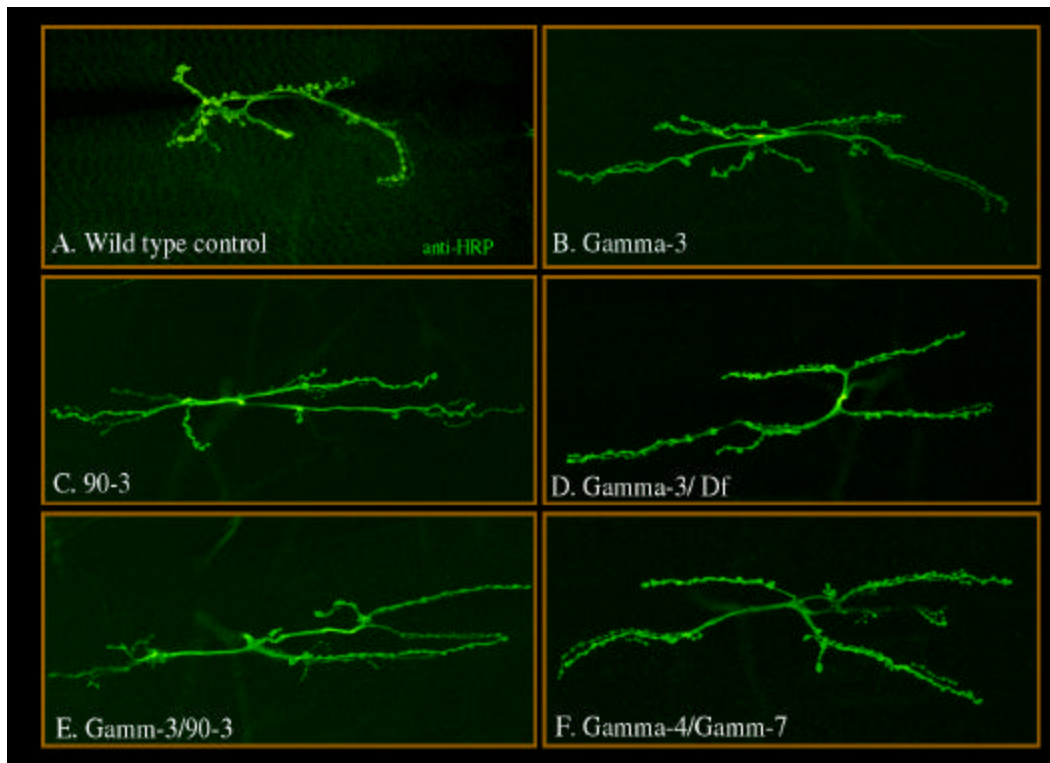 A. Wild type control
anti-HRP
B. Gamma-3
C. 90-3
D. Gamma-3/ Df
E. Gamm-3/90-3
F. Gamma-4/Gamm-7